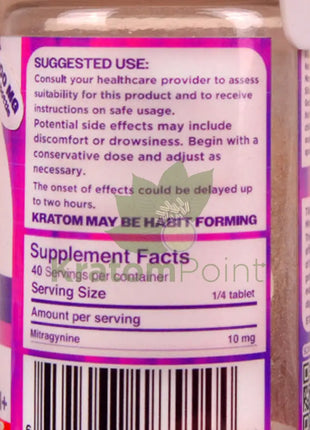 SUGGESTED USE:
Consult your healthcare provider to assess
suitability for this product and to receive
instructions on safe usage.
Potential side effects may include
discomfort or drowsiness. Begin with a
conservative dose and adjust as
necessary.
The onset of effects could be delayed up
to two hours.
KRATOM MAY BE HABIT FORMING
Supplement Facts
40 Servings per container
KratomPoint
Serving Size 1/4 tablet
Amount per serving
Mitragynine 10 mg